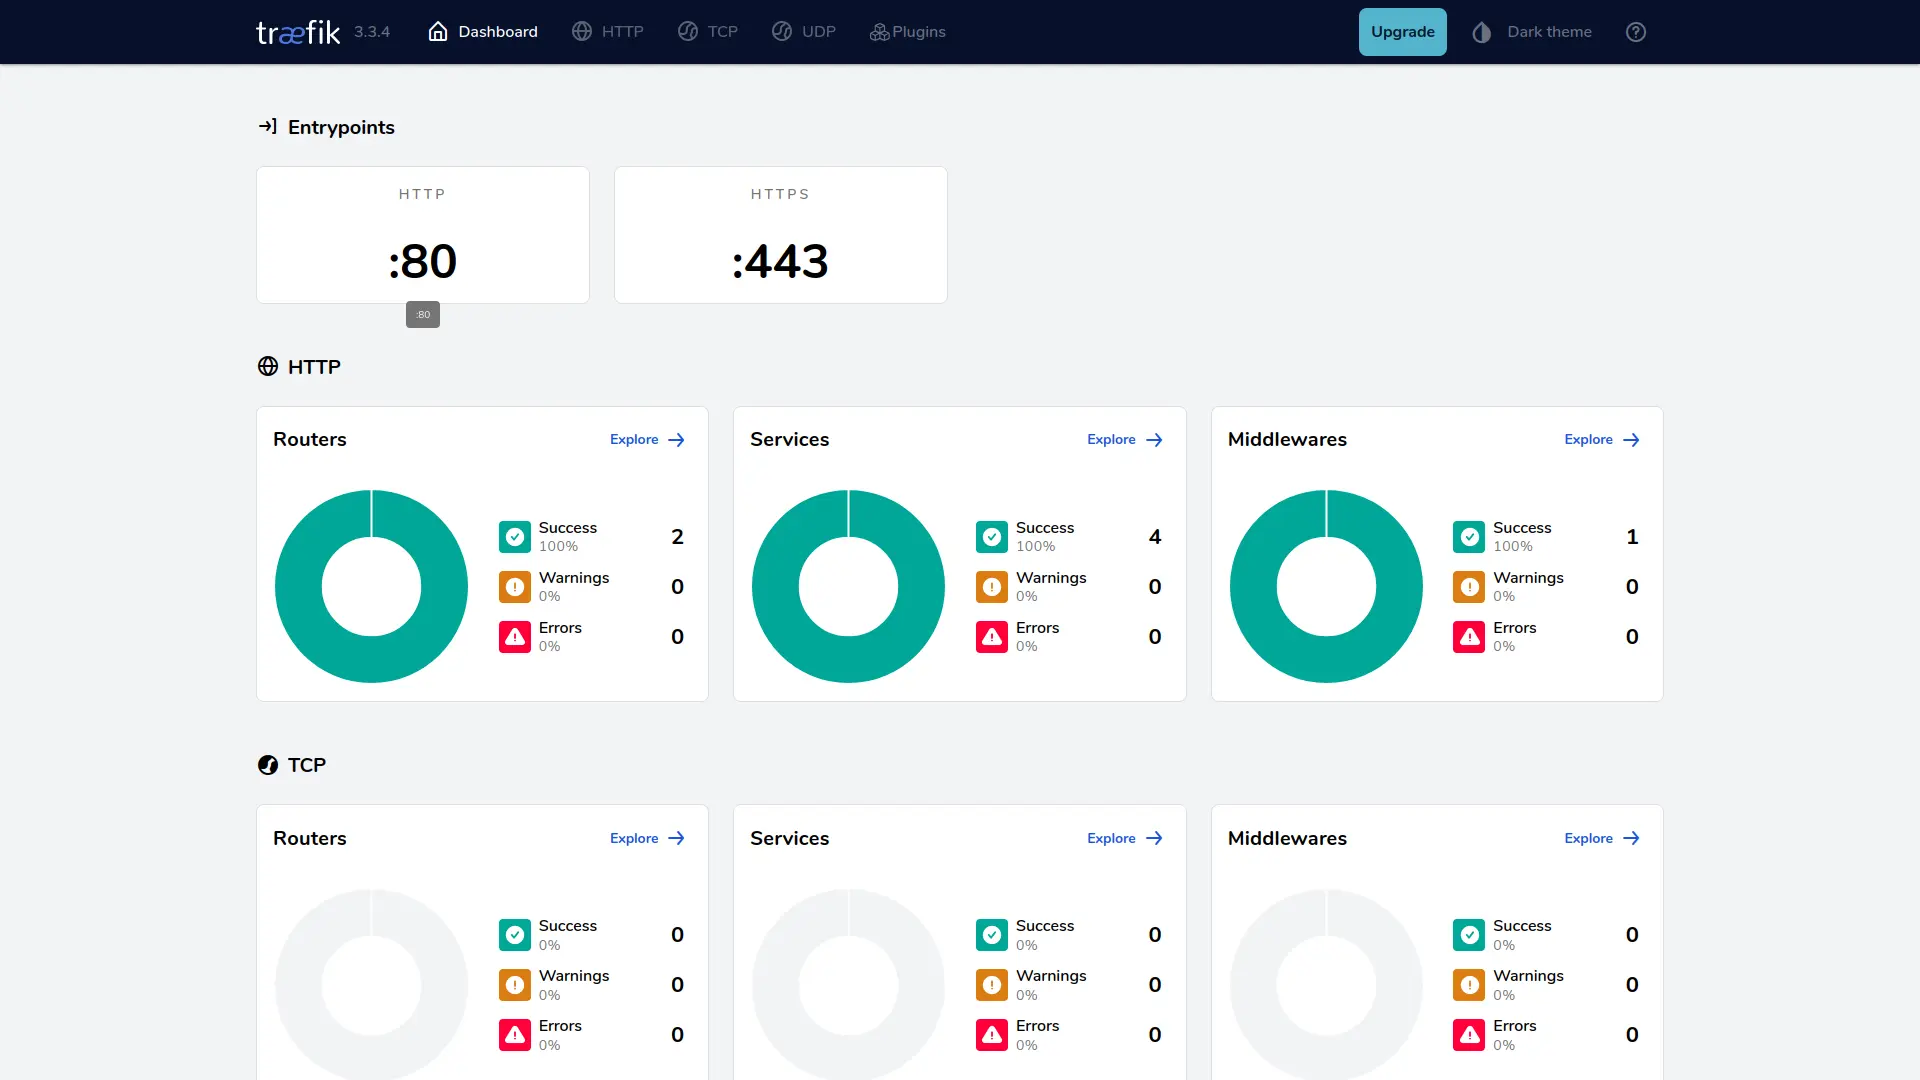 træfik 3.3.4 Dashboard HTTP TCP UDP Plugins Upgrade Dark theme
Entrypoints
HTTP
:80
HTTPS
:443
:80
HTTP
Routers Explore
Success 2
100%
Warnings 0
0%
Errors 0
0%
Services Explore
Success 4
100%
Warnings 0
0%
Errors 0
0%
Middlewares Explore
Success 1
100%
Warnings 0
0%
Errors 0
0%
TCP
Routers Explore
Success 0
0%
Warnings 0
0%
Errors 0
0%
Services Explore
Success 0
0%
Warnings 0
0%
Errors 0
0%
Middlewares Explore
Success 0
0%
Warnings 0
0%
Errors 0
0%